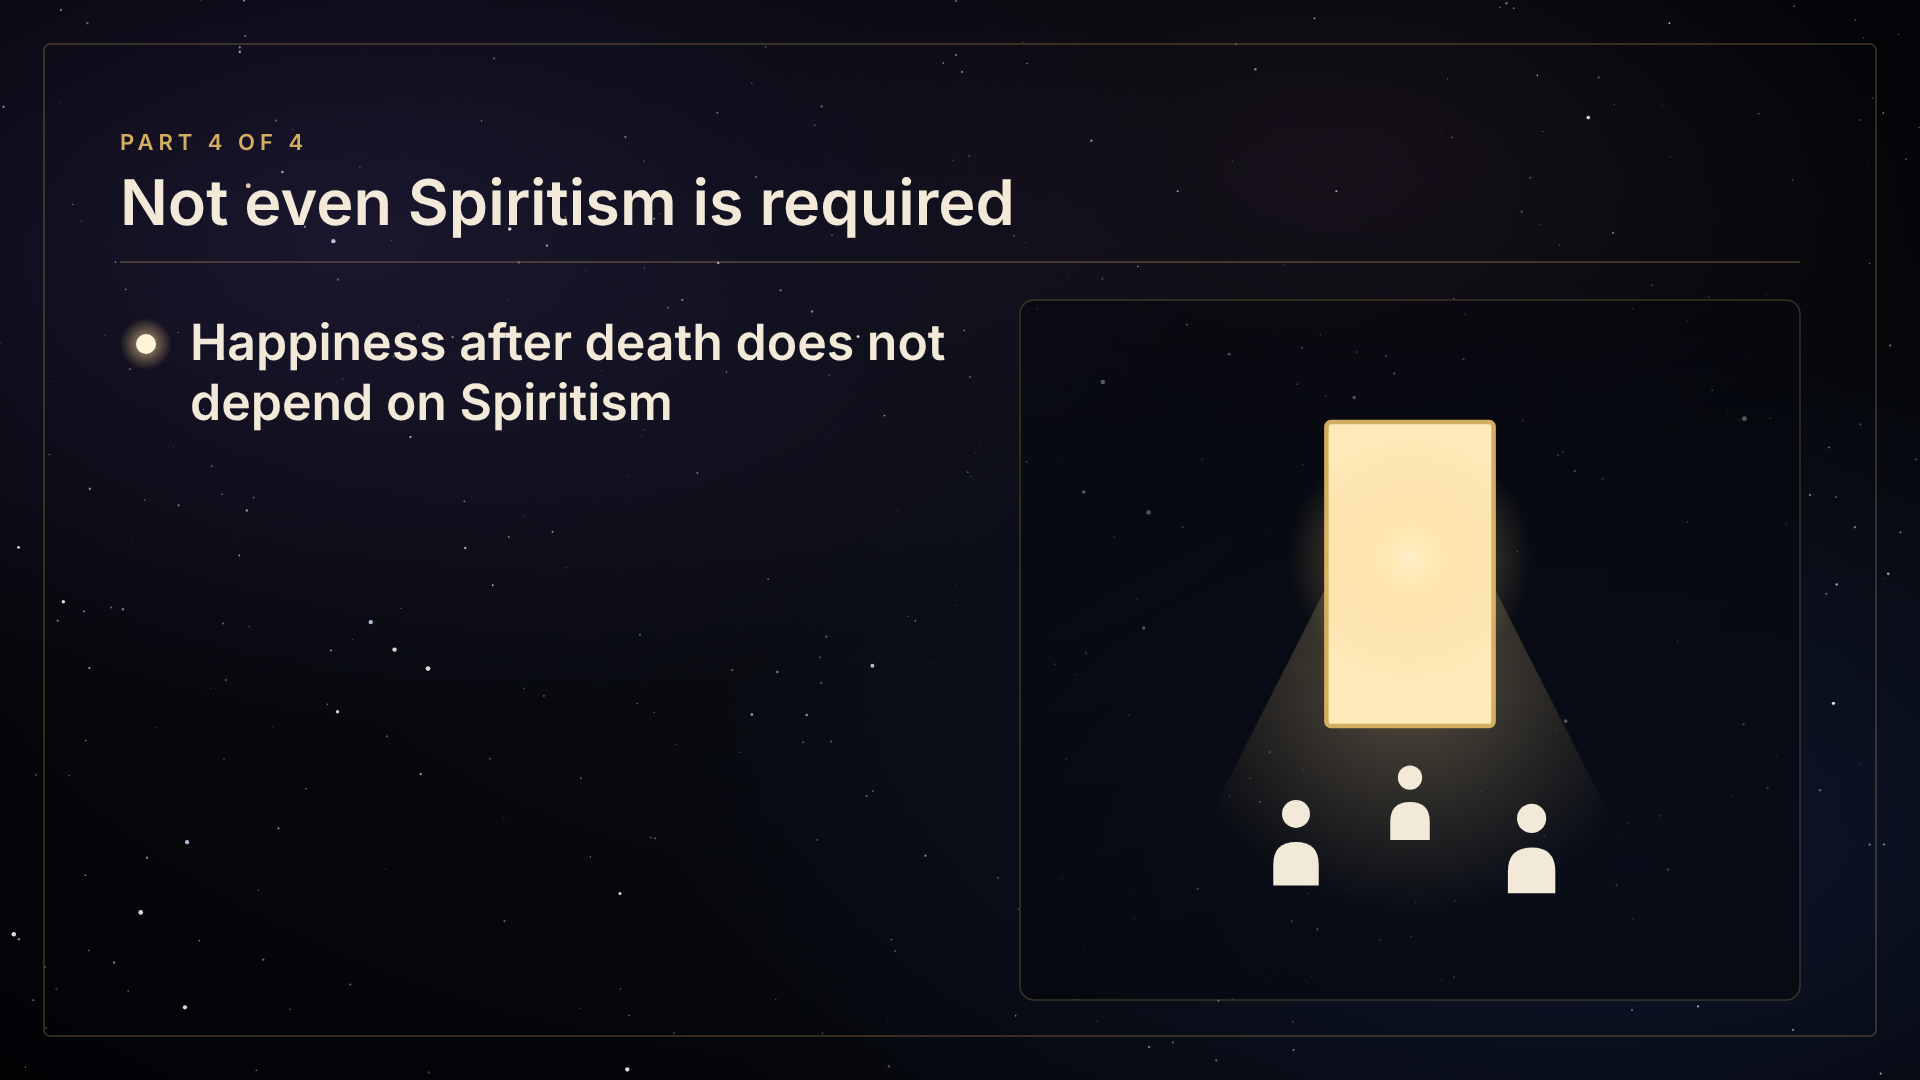 PART 4 OF 4
Not even Spiritism is required
Happiness after death does not
depend on Spiritism